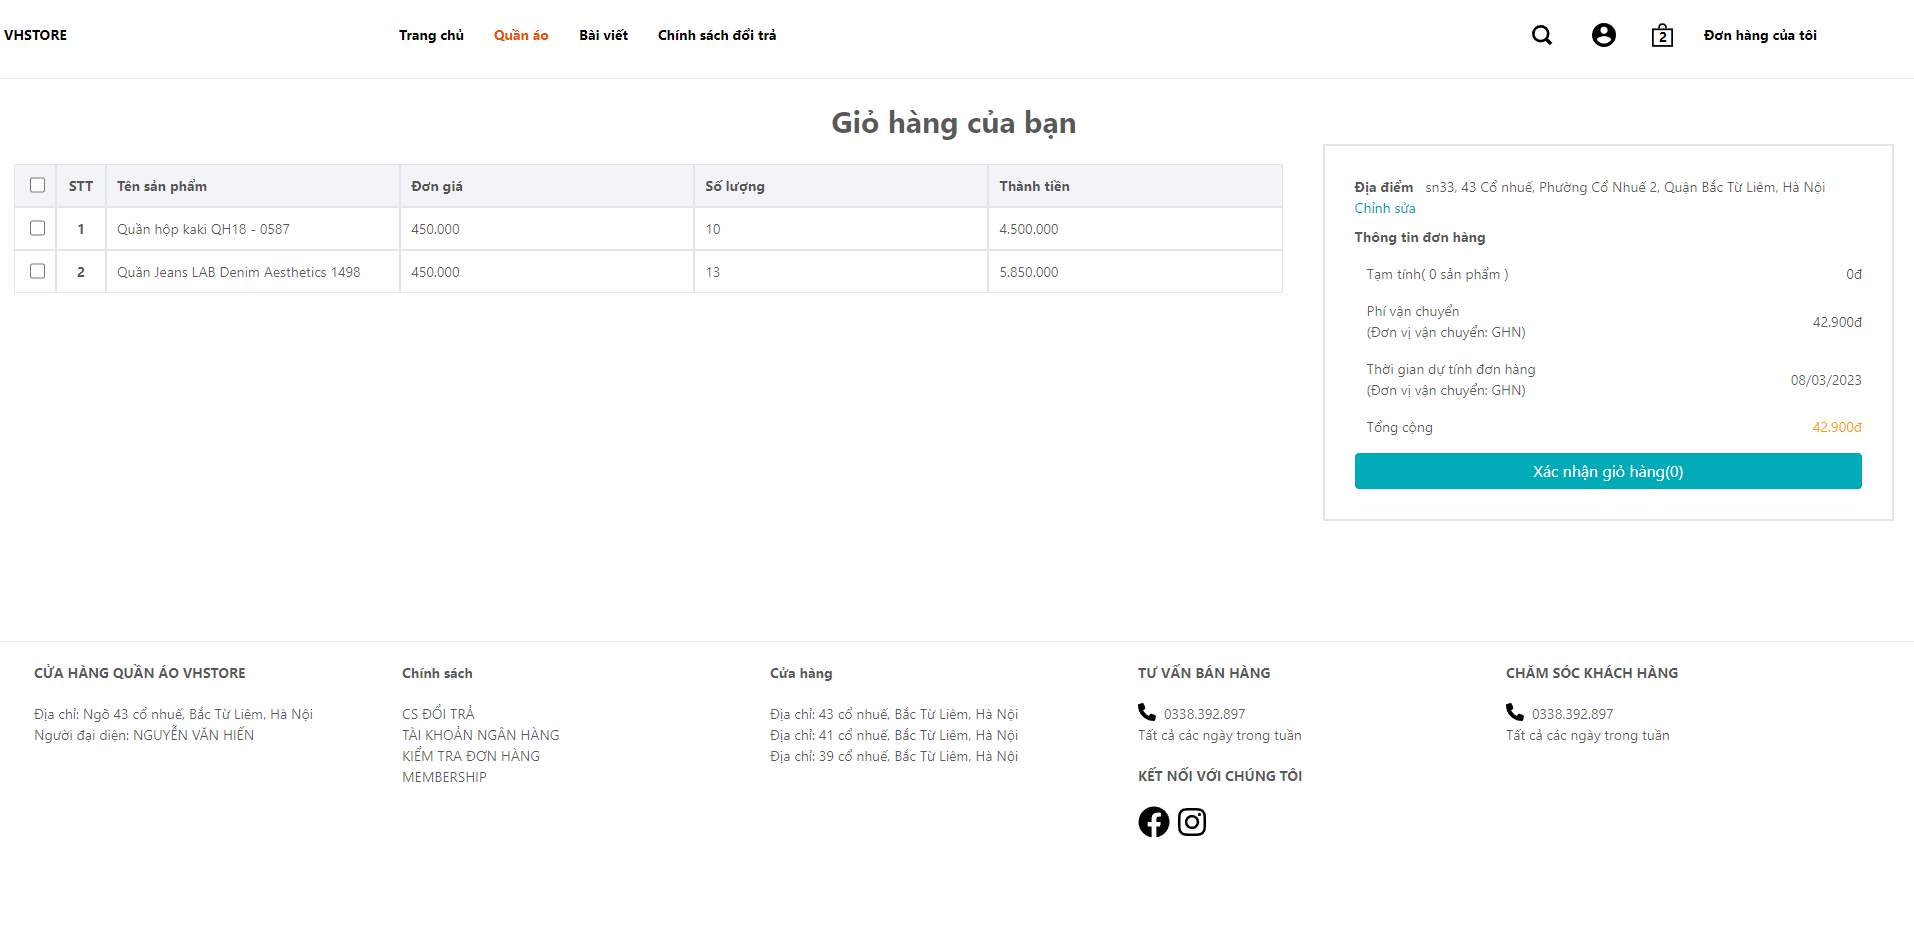 VHSTORE
Trang chủ
Quần áo
Bài viết
Chính sách đổi trả
2
Đơn hàng của tôi
Giỏ hàng của bạn
STT Tên sản phẩm Đơn giá Số lượng Thành tiền
1 Quần hộp kaki QH18 - 0587 450.000 10 4.500.000
2 Quần Jeans LAB Denim Aesthetics 1498 450.000 13 5.850.000
Địa điểm sn33, 43 Cổ nhuế, Phường Cổ Nhuế 2, Quận Bắc Từ Liêm, Hà Nội
Chỉnh sửa
Thông tin đơn hàng
Tạm tính( 0 sản phẩm ) 0đ
Phí vận chuyển
(Đơn vị vận chuyển: GHN) 42.900đ
Thời gian dự tính đơn hàng
(Đơn vị vận chuyển: GHN) 08/03/2023
Tổng cộng 42.900đ
Xác nhận giỏ hàng(0)
CỬA HÀNG QUẦN ÁO VHSTORE
Địa chỉ: Ngõ 43 cổ nhuế, Bắc Từ Liêm, Hà Nội
Người đại diện: NGUYỄN VĂN HIẾN
Chính sách
CS ĐỔI TRẢ
TÀI KHOẢN NGÂN HÀNG
KIỂM TRA ĐƠN HÀNG
MEMBERSHIP
Cửa hàng
Địa chỉ: 43 cổ nhuế, Bắc Từ Liêm, Hà Nội
Địa chỉ: 41 cổ nhuế, Bắc Từ Liêm, Hà Nội
Địa chỉ: 39 cổ nhuế, Bắc Từ Liêm, Hà Nội
TƯ VẤN BÁN HÀNG
0338.392.897
Tất cả các ngày trong tuần
KẾT NỐI VỚI CHÚNG TÔI
CHĂM SÓC KHÁCH HÀNG
0338.392.897
Tất cả các ngày trong tuần